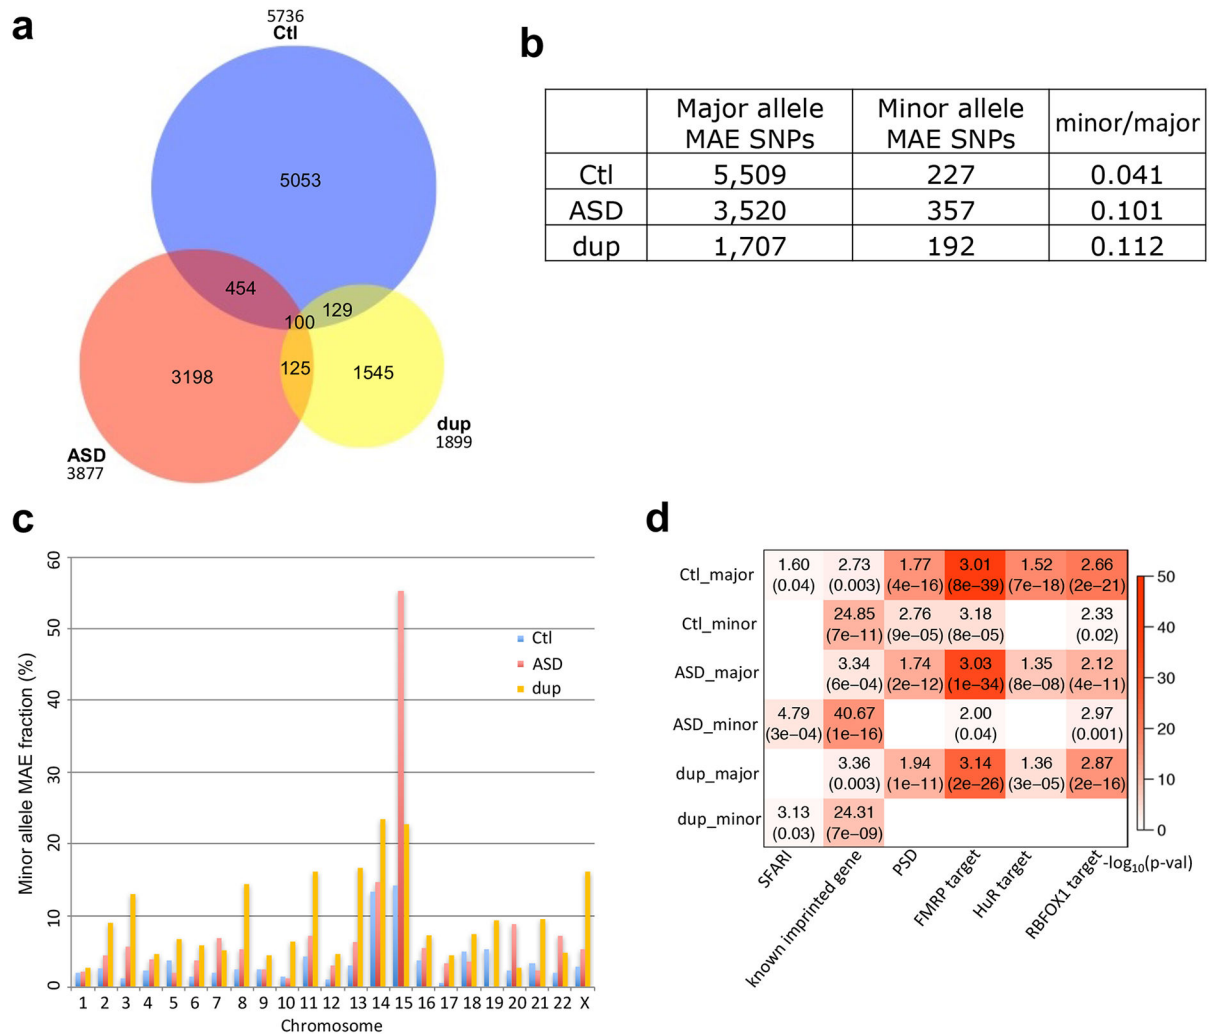 a
5736
Ctl
5053
454
129
100
125
3198
1545
dup
1899
ASD
3877
b
Major allele MAE SNPs
Minor allele MAE SNPs
minor/major
Ctl 5,509 227 0.041
ASD 3,520 357 0.101
dup 1,707 192 0.112
c
Minor allele MAE fraction (%)
60
50
40
30
20
10
0
Ctl
ASD
dup
1 2 3 4 5 6 7 8 9 10 11 12 13 14 15 16 17 18 19 20 21 22 X
Chromosome
d
Ctl_major 1.60 2.73 1.77 3.01 1.52 2.66
(0.04) (0.003) (4e−16) (8e−39) (7e−18) (2e−21)
Ctl_minor 24.85 2.76 3.18 2.33
(7e−11) (9e−05) (8e−05) (0.02)
ASD_major 3.34 1.74 3.03 1.35 2.12
(6e−04) (2e−12) (1e−34) (8e−08) (4e−11)
ASD_minor 4.79 40.67 2.00 2.97
(3e−04) (1e−16) (0.04) (0.001)
dup_major 3.36 1.94 3.14 1.36 2.87
(0.003) (1e−11) (2e−26) (3e−05) (2e−16)
dup_minor 3.13 24.31
(0.03) (7e−09)
SFARI
known imprinted gene
PSD
FMRP target
HuR target
RBFOX1 target
50
40
30
20
10
0
-log₁₀(p-val)